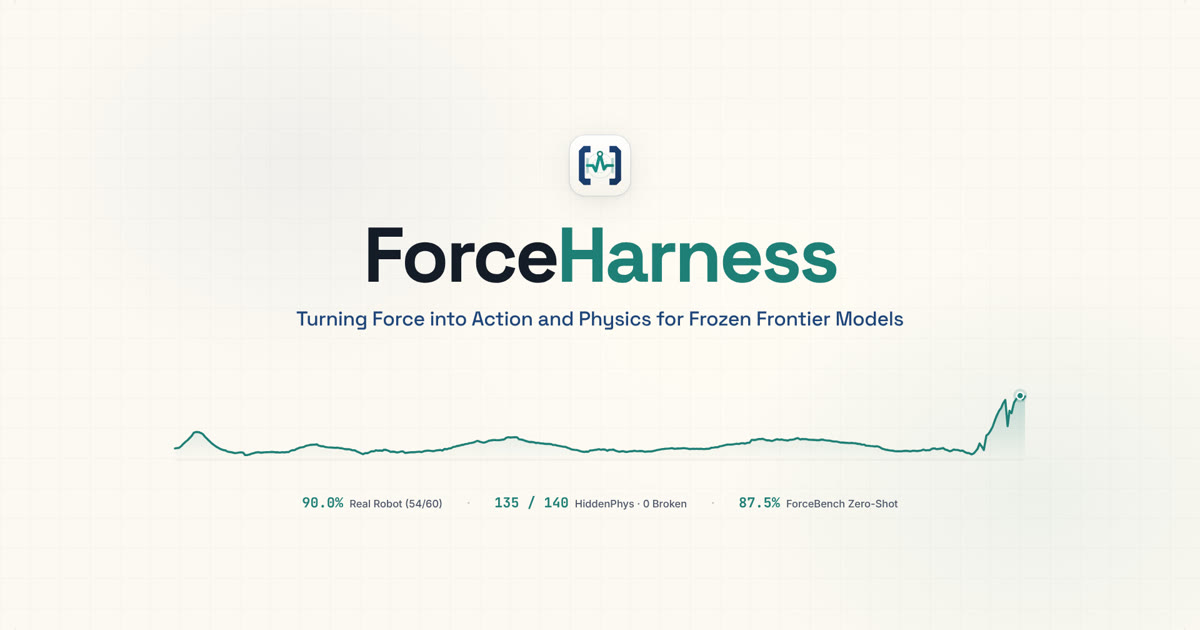 ForceHarness
Turning Force into Action and Physics for Frozen Frontier Models
90.0% Real Robot (54/60) · 135 / 140 HiddenPhys · 0 Broken · 87.5% ForceBench Zero-Shot